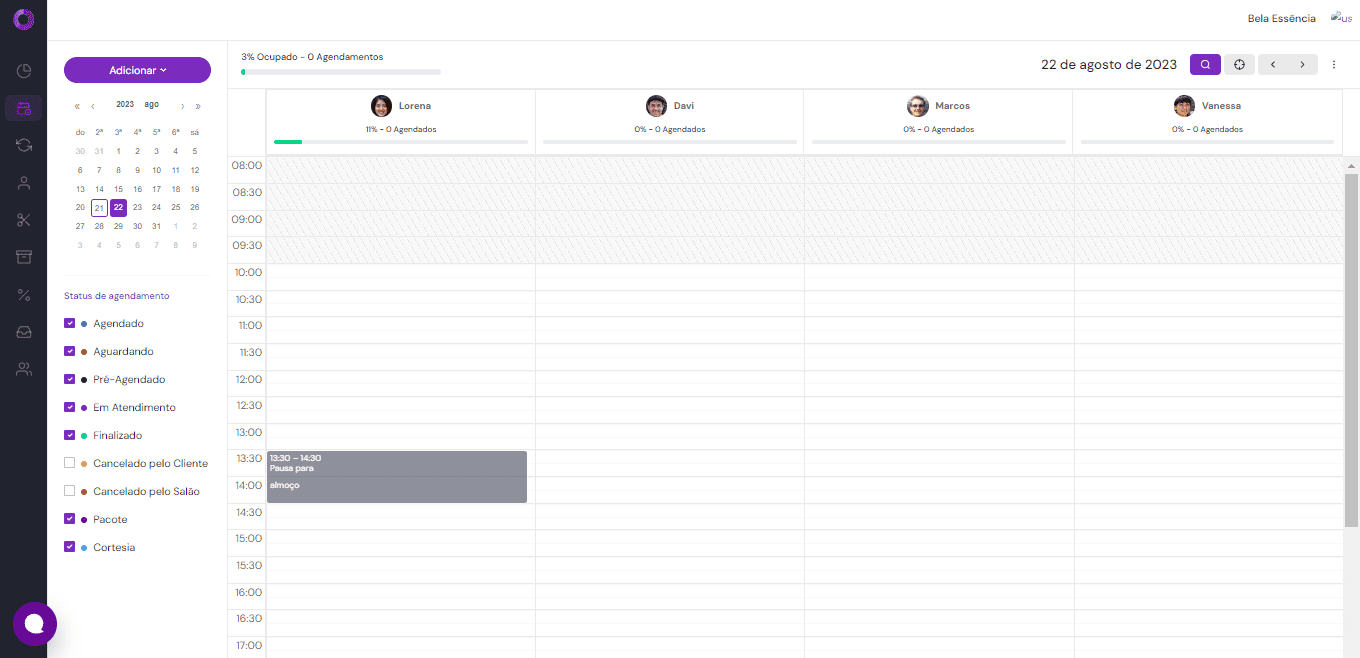 Bela Essência
us
Adicionar
3% Ocupado - 0 Agendamentos
22 de agosto de 2023
« ‹ 2023 ago › »
do 2ª 3ª 4ª 5ª 6ª sá
30 31 1 2 3 4 5
6 7 8 9 10 11 12
13 14 15 16 17 18 19
20 21 22 23 24 25 26
27 28 29 30 31 1 2
3 4 5 6 7 8 9
Status de agendamento
Agendado
Aguardando
Pré-Agendado
Em Atendimento
Finalizado
Cancelado pelo Cliente
Cancelado pelo Salão
Pacote
Cortesia
Lorena
11% - 0 Agendados
Davi
0% - 0 Agendados
Marcos
0% - 0 Agendados
Vanessa
0% - 0 Agendados
08:00
08:30
09:00
09:30
10:00
10:30
11:00
11:30
12:00
12:30
13:00
13:30
14:00
14:30
15:00
15:30
16:00
16:30
17:00
13:30 – 14:30
Pausa para
almoço